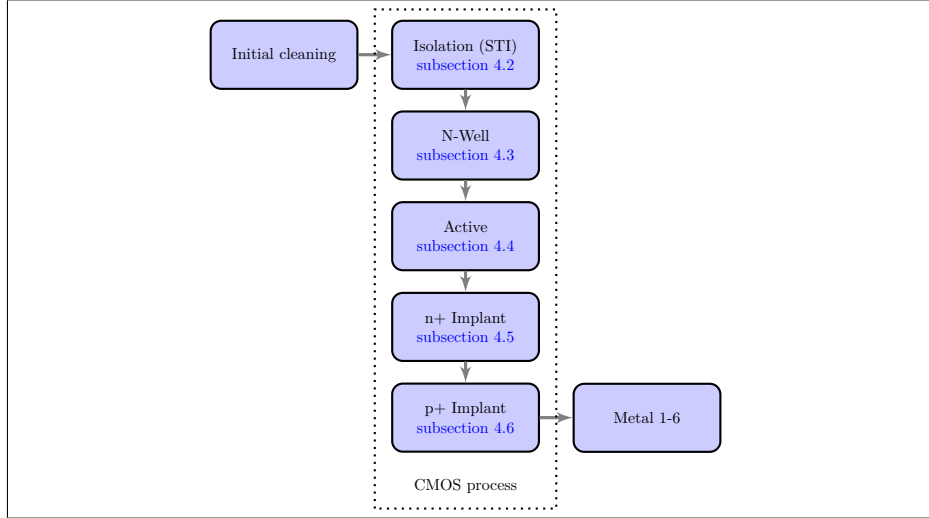 Initial cleaning
Isolation (STI)
subsection 4.2
N-Well
subsection 4.3
Active
subsection 4.4
n+ Implant
subsection 4.5
p+ Implant
subsection 4.6
Metal 1-6
CMOS process